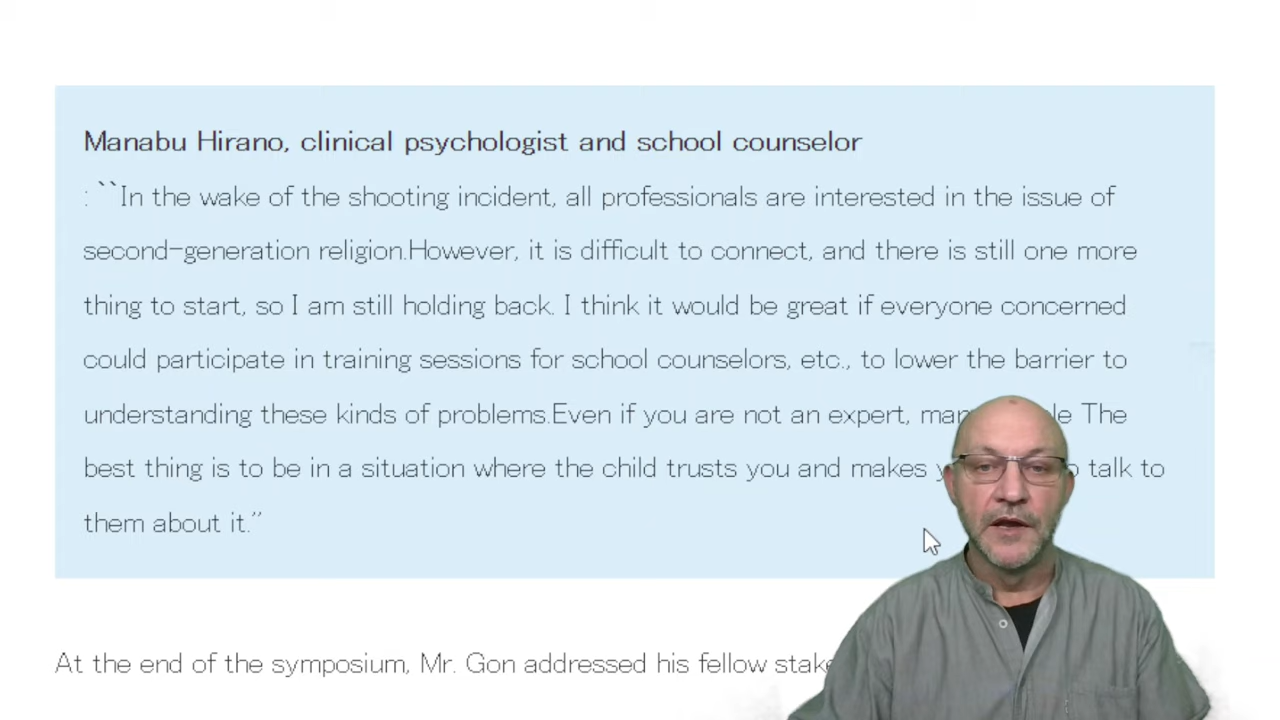 Manabu Hirano, clinical psychologist and school counselor
: ``In the wake of the shooting incident, all professionals are interested in the issue of
second-generation religion.However, it is difficult to connect, and there is still one more
thing to start, so I am still holding back. I think it would be great if everyone concerned
could participate in training sessions for school counselors, etc., to lower the barrier to
understanding these kinds of problems.Even if you are not an expert, The
best thing is to be in a situation where the child trusts you and makes talk to
them about it.”
At the end of the symposium, Mr. Gon addressed his fellow